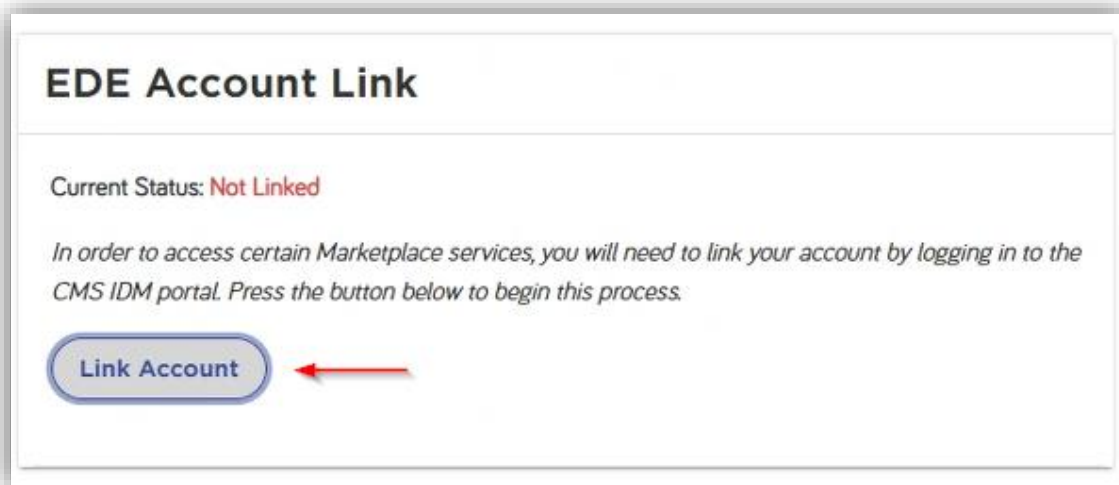 EDE Account Link
Current Status: Not Linked
In order to access certain Marketplace services, you will need to link your account by logging in to the
CMS IDM portal. Press the button below to begin this process.
Link Account